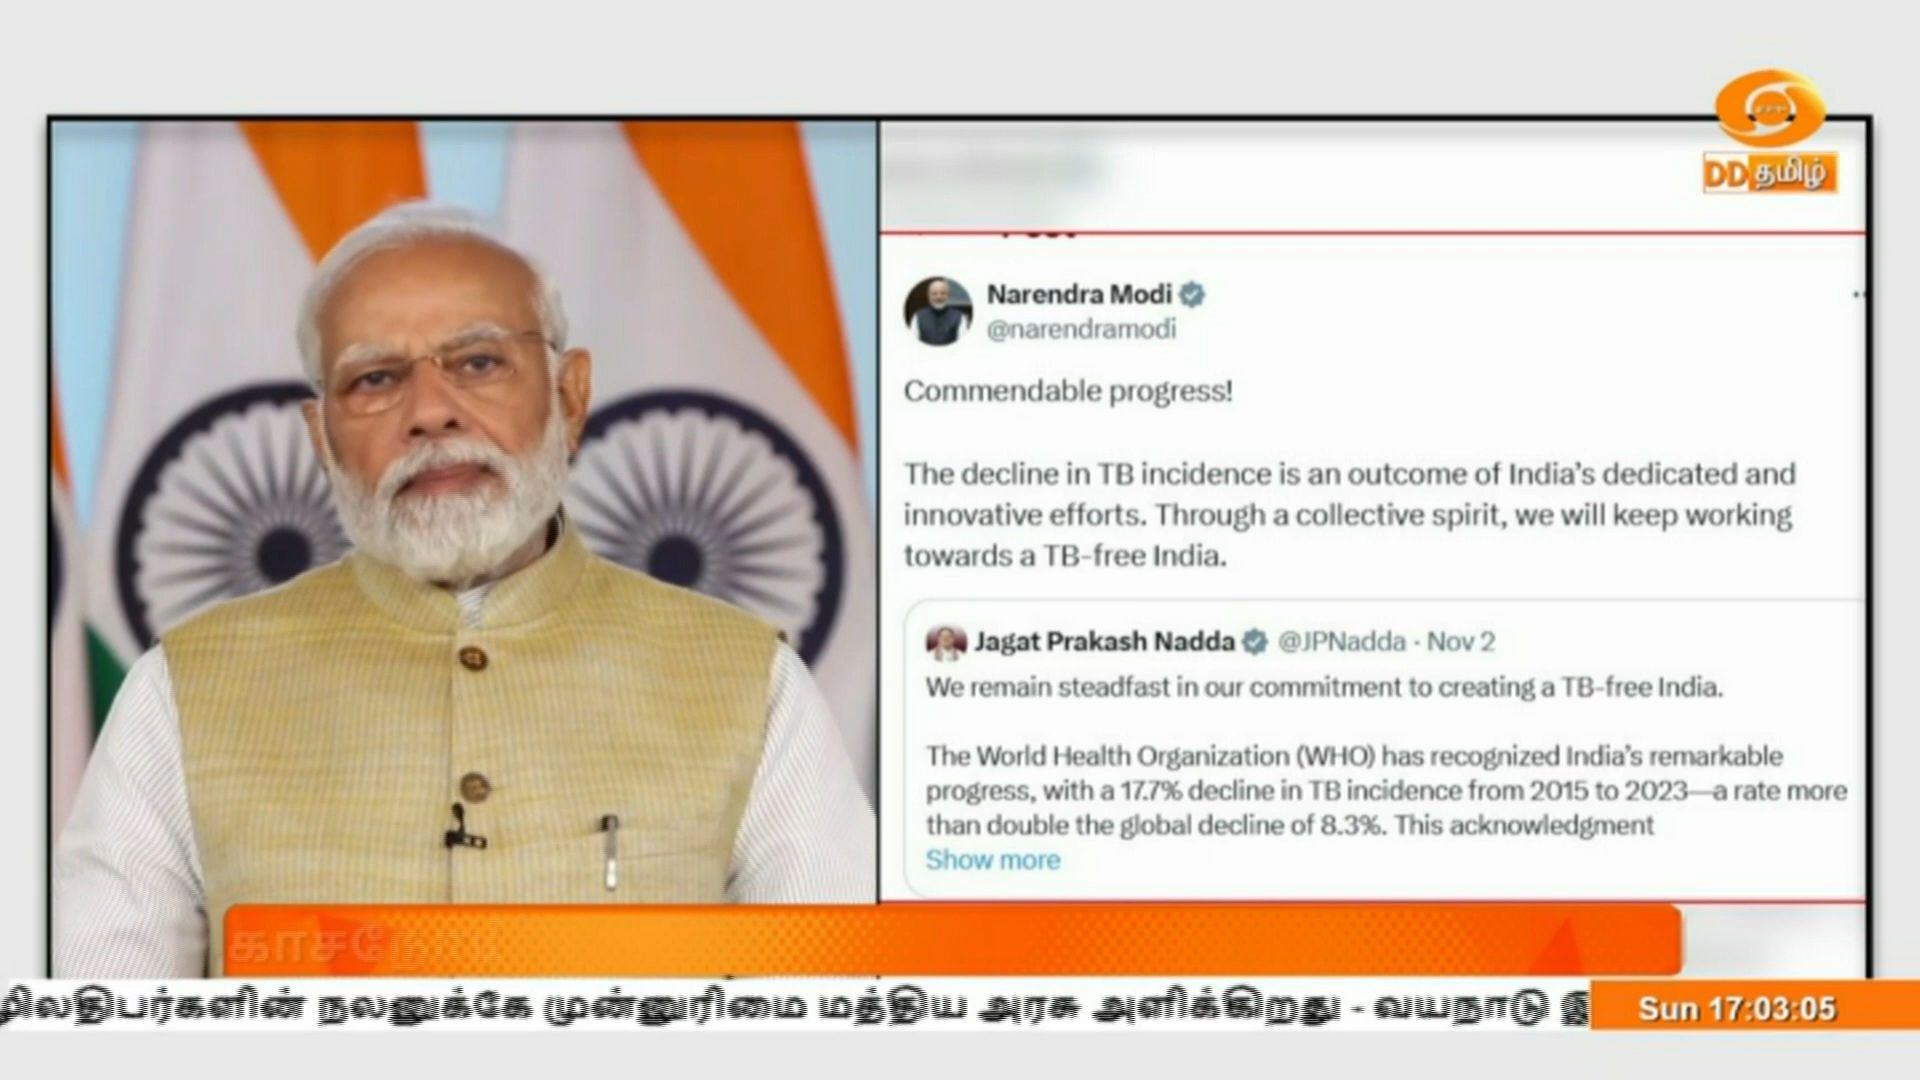 DD தமிழ்
Narendra Modi
@narendramodi
Commendable progress!
The decline in TB incidence is an outcome of India's dedicated and
innovative efforts. Through a collective spirit, we will keep working
towards a TB-free India.
Jagat Prakash Nadda @JPNadda · Nov 2
We remain steadfast in our commitment to creating a TB-free India.
The World Health Organization (WHO) has recognized India's remarkable
progress, with a 17.7% decline in TB incidence from 2015 to 2023—a rate more
than double the global decline of 8.3%. This acknowledgment
Show more
காசநோய்
நலனுக்கே முன்னுரிமை மத்திய அரசு அளிக்கிறது - வயநாடு
Sun 17:03:05